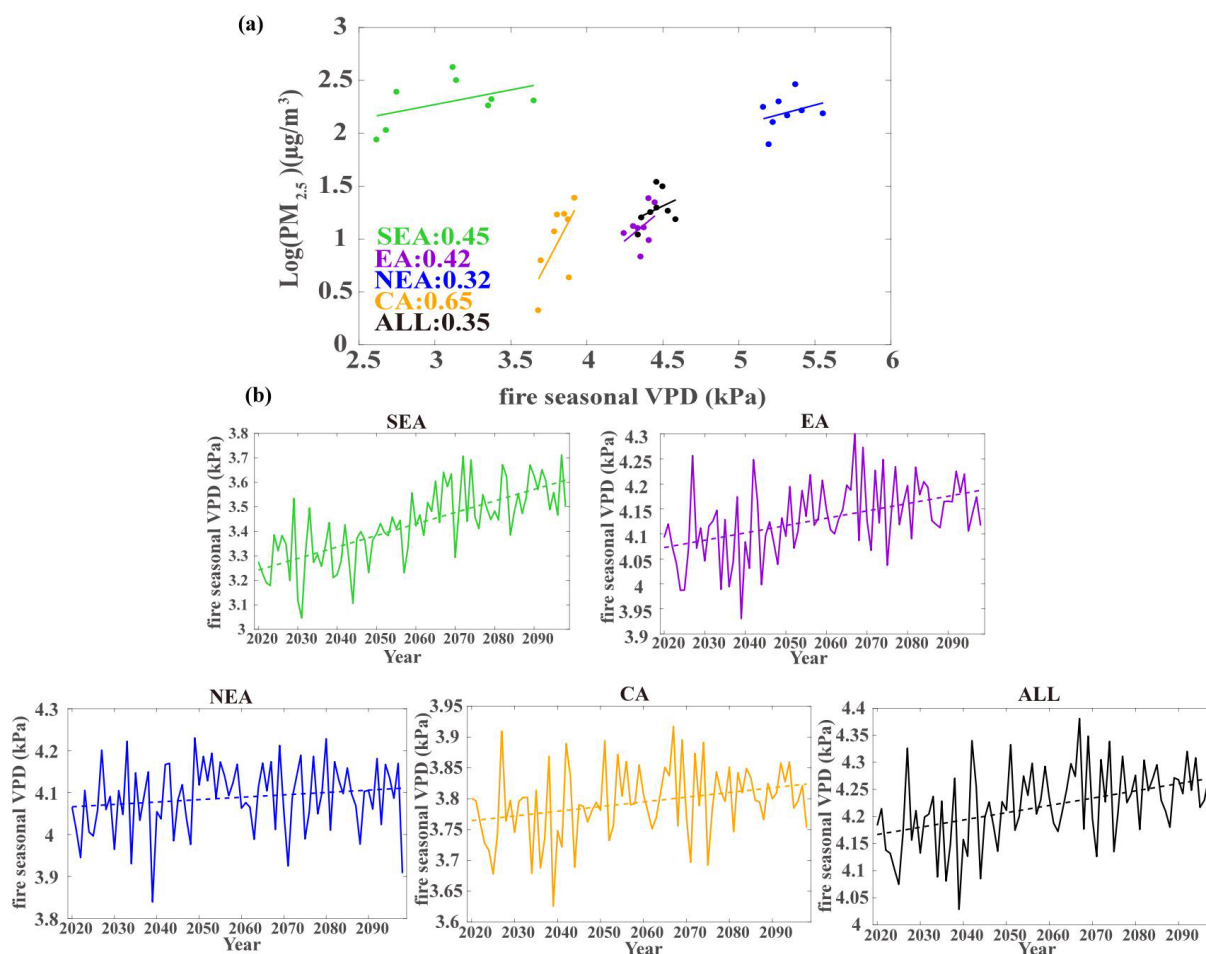 (a)
Log(PM2.5)(μg/m3)
3
2.5
2
1.5
1
0.5
0
SEA:0.45
EA:0.42
NEA:0.32
CA:0.65
ALL:0.35
2.5 3 3.5 4 4.5 5 5.5 6
fire seasonal VPD (kPa)
(b)
SEA
fire seasonal VPD (kPa)
3.8
3.7
3.6
3.5
3.4
3.3
3.2
3.1
3
2020 2030 2040 2050 2060 2070 2080 2090
Year
EA
fire seasonal VPD (kPa)
4.3
4.25
4.2
4.15
4.1
4.05
4
3.95
3.9
2020 2030 2040 2050 2060 2070 2080 2090
Year
NEA
fire seasonal VPD (kPa)
4.3
4.2
4.1
4
3.9
3.8
2020 2030 2040 2050 2060 2070 2080 2090
Year
CA
fire seasonal VPD (kPa)
3.95
3.9
3.85
3.8
3.75
3.7
3.65
3.6
2020 2030 2040 2050 2060 2070 2080 2090
Year
ALL
fire seasonal VPD (kPa)
4.4
4.35
4.3
4.25
4.2
4.15
4.1
4.05
4
2020 2030 2040 2050 2060 2070 2080 2090
Year